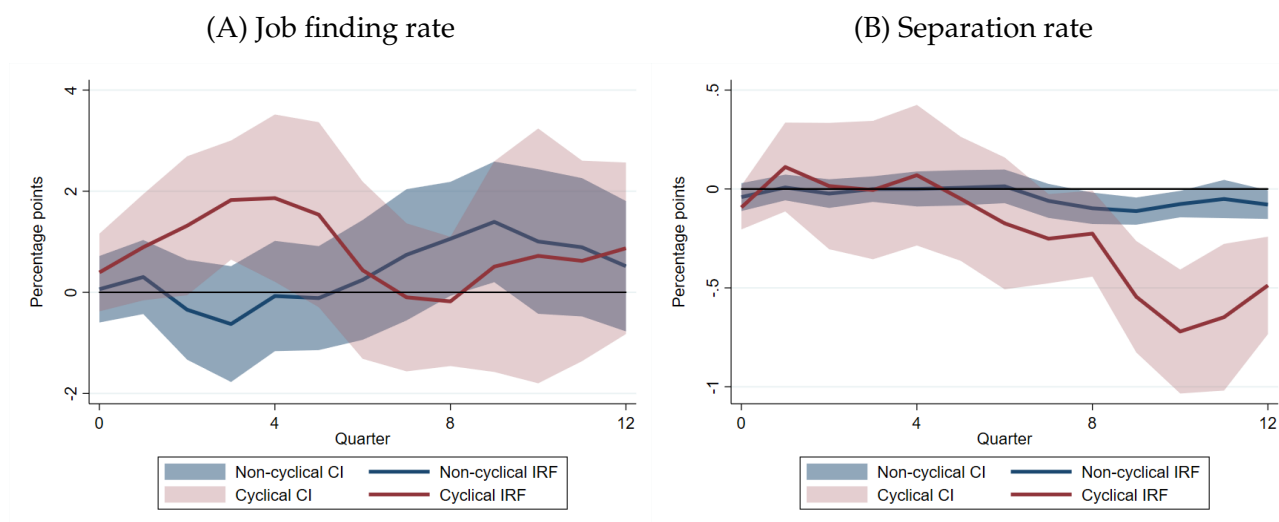 (A) Job finding rate
Percentage points
4
2
0
-2
0
4
8
12
Quarter
Non-cyclical CI
Non-cyclical IRF
Cyclical CI
Cyclical IRF
(B) Separation rate
Percentage points
.5
0
-.5
-1
0
4
8
12
Quarter
Non-cyclical CI
Non-cyclical IRF
Cyclical CI
Cyclical IRF